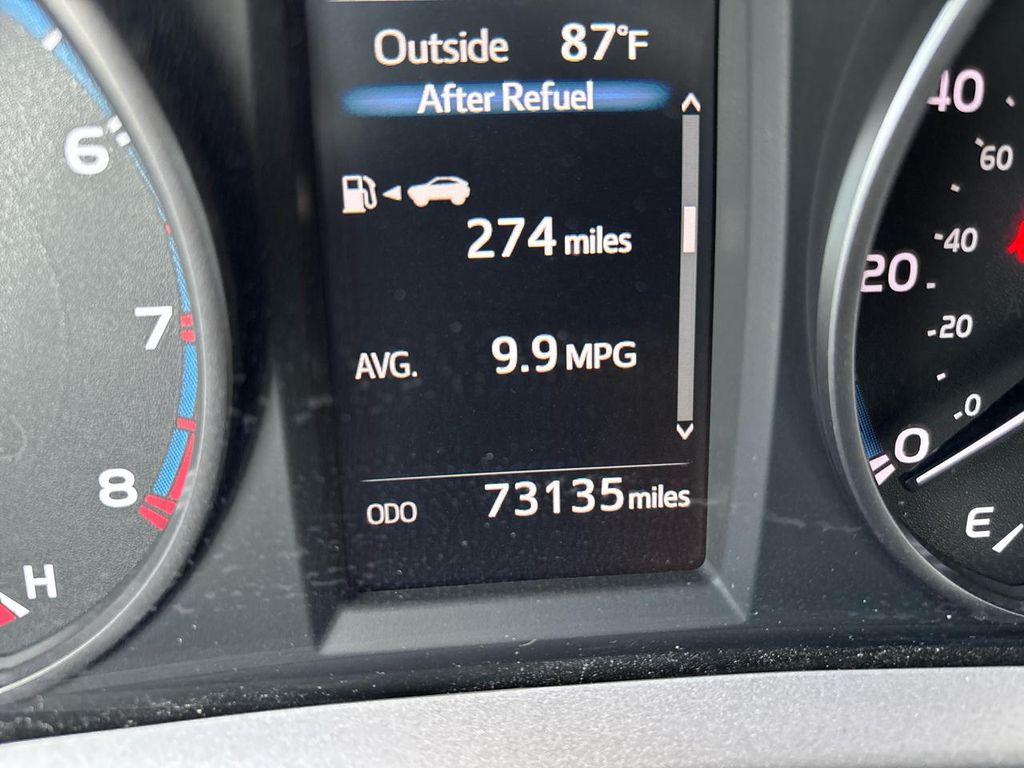 Outside 87°F
After Refuel
274 miles
AVG. 9.9 MPG
ODO 73135 miles
6
7
8
H
40
60
40
20
20
0
0
E